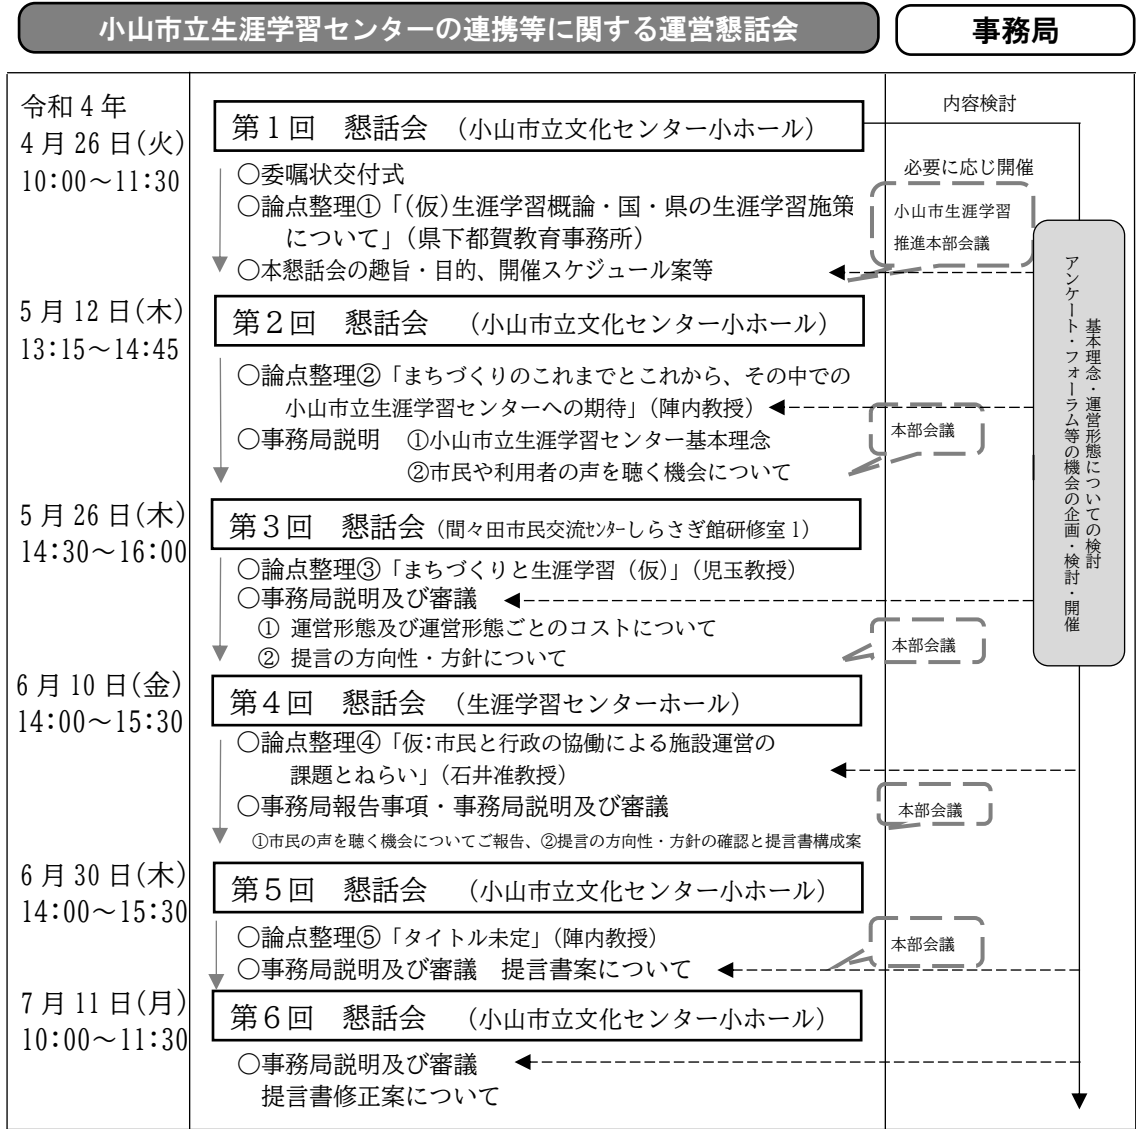 小山市立生涯学習センターの連携等に関する運営懇話会
事務局
令和4年
4月26日(火)
10:00～11:30
第1回　懇話会　（小山市立文化センター小ホール）
○委嘱状交付式
○論点整理①「(仮)生涯学習概論・国・県の生涯学習施策
について」（県下都賀教育事務所）
○本懇話会の趣旨・目的、開催スケジュール案等
内容検討
必要に応じ開催
小山市生涯学習
推進本部会議
5月12日(木)
13:15～14:45
第2回　懇話会　（小山市立文化センター小ホール）
○論点整理②「まちづくりのこれまでとこれから、その中での
小山市立生涯学習センターへの期待」（陣内教授）
○事務局説明　①小山市立生涯学習センター基本理念
②市民や利用者の声を聴く機会について
本部会議
基本理念・運営形態についての検討
アンケート・フォーラム等の機会の企画・検討・開催
5月26日(木)
14:30～16:00
第3回　懇話会（間々田市民交流ｾﾝﾀｰしらさぎ館研修室1）
○論点整理③「まちづくりと生涯学習（仮）」（児玉教授）
○事務局説明及び審議
① 運営形態及び運営形態ごとのコストについて
② 提言の方向性・方針について
本部会議
6月10日(金)
14:00～15:30
第4回　懇話会　（生涯学習センターホール）
○論点整理④「仮:市民と行政の協働による施設運営の
課題とねらい」（石井准教授）
○事務局報告事項・事務局説明及び審議
①市民の声を聴く機会についてご報告、②提言の方向性・方針の確認と提言書構成案
本部会議
6月30日(木)
14:00～15:30
第5回　懇話会　（小山市立文化センター小ホール）
○論点整理⑤「タイトル未定」（陣内教授）
○事務局説明及び審議　提言書案について
本部会議
7月11日(月)
10:00～11:30
第6回　懇話会　（小山市立文化センター小ホール）
○事務局説明及び審議
提言書修正案について